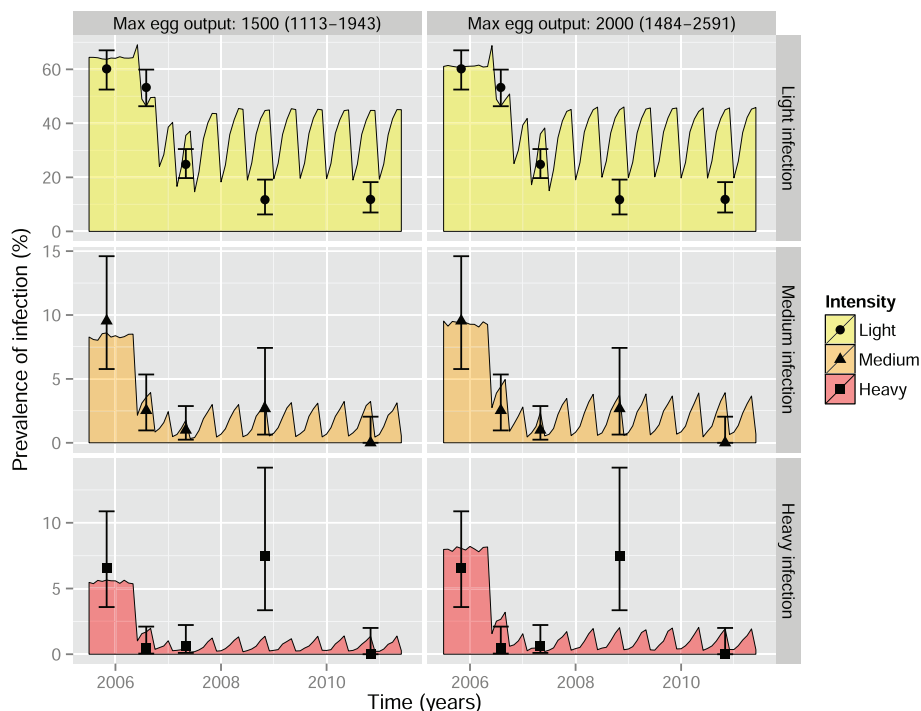 Max egg output: 1500 (1113−1943)
Max egg output: 2000 (1484−2591)
Prevalence of infection (%)
60
40
20
0
Light infection
15
10
5
0
Medium infection
10
5
0
Heavy infection
2006
2008
2010
2006
2008
2010
Time (years)
Intensity
Light
Medium
Heavy